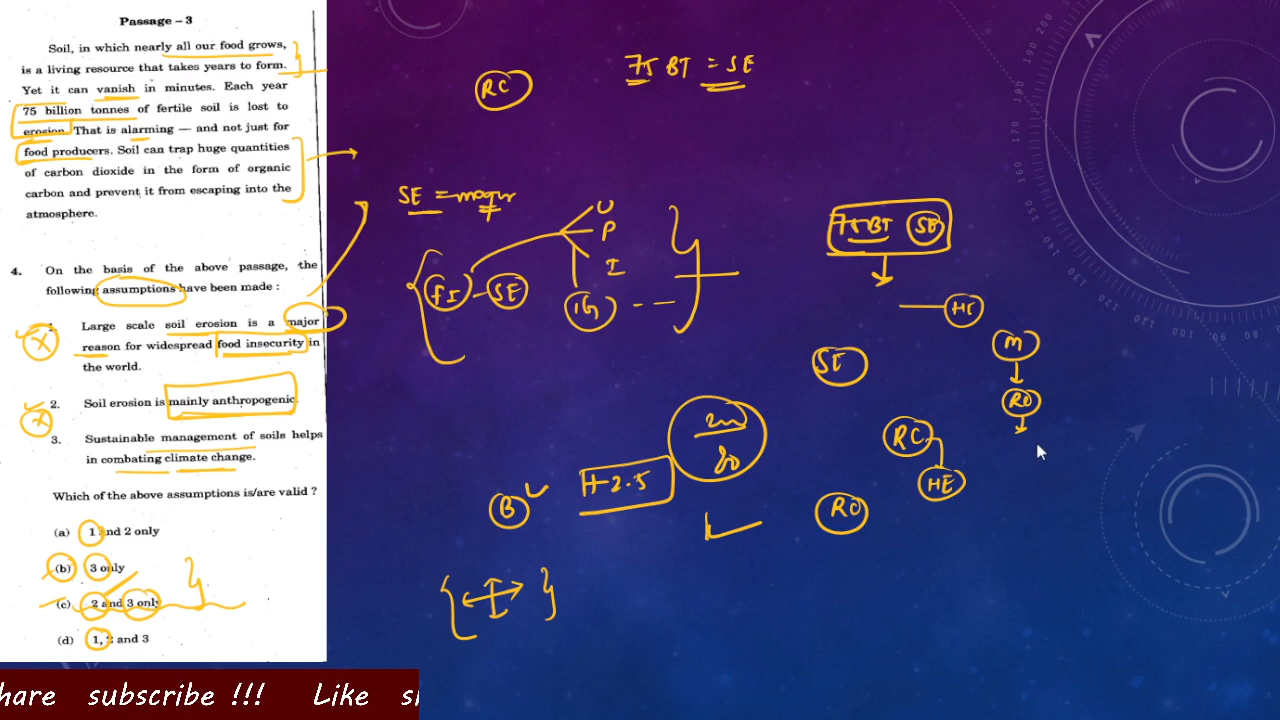 Passage – 3
Soil, in which nearly all our food grows,
is a living resource that takes years to form.
Yet it can vanish in minutes. Each year
75 billion tonnes of fertile soil is lost to
erosion. That is alarming — and not just for
food producers. Soil can trap huge quantities
of carbon dioxide in the form of organic
carbon and prevent it from escaping into the
atmosphere.
4. On the basis of the above passage, the
following assumptions have been made :
1. Large scale soil erosion is a major
reason for widespread food insecurity in
the world.
2. Soil erosion is mainly anthropogenic.
3. Sustainable management of soils helps
in combating climate change.
Which of the above assumptions is/are valid ?
(a) 1 and 2 only
(b) 3 only
(c) 2 and 3 only
(d) 1, 2 and 3
hare subscribe !!! Like
RC
75 BT = SE
SE = major
U
P
I
FI - SE
IG - - -
75 BT SE
HE
M
SE
RO
RC
HE
B
H-2.5
RO
I